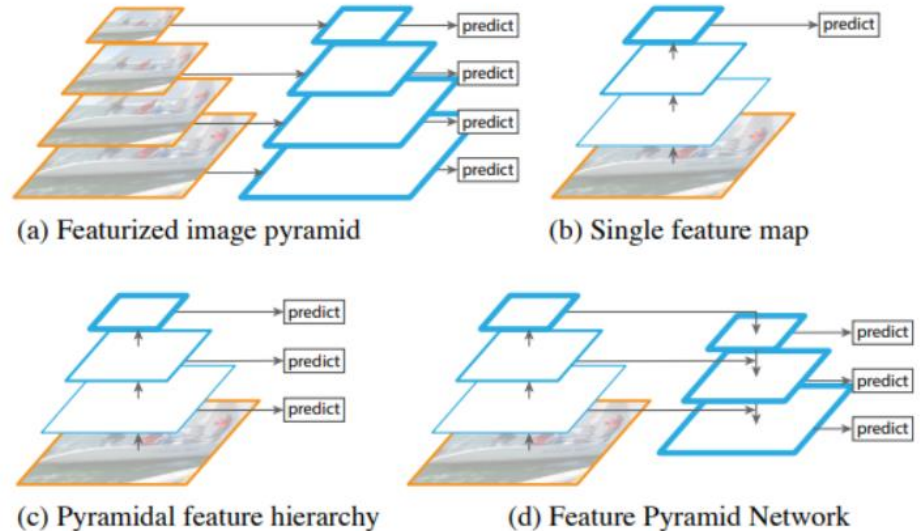 predict
predict
predict
predict
predict
(a) Featurized image pyramid
(b) Single feature map
predict
predict
predict
predict
predict
predict
(c) Pyramidal feature hierarchy
(d) Feature Pyramid Network